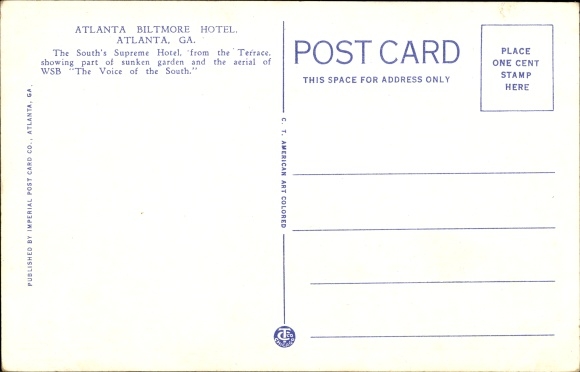 ATLANTA BILTMORE HOTEL,
ATLANTA, GA.
The South's Supreme Hotel, from the Terrace,
showing part of sunken garden and the aerial of
WSB "The Voice of the South."
PUBLISHED BY IMPERIAL POST CARD CO., ATLANTA, GA.
C. T. AMERICAN ART COLORED
POST CARD
THIS SPACE FOR ADDRESS ONLY
PLACE
ONE CENT
STAMP
HERE